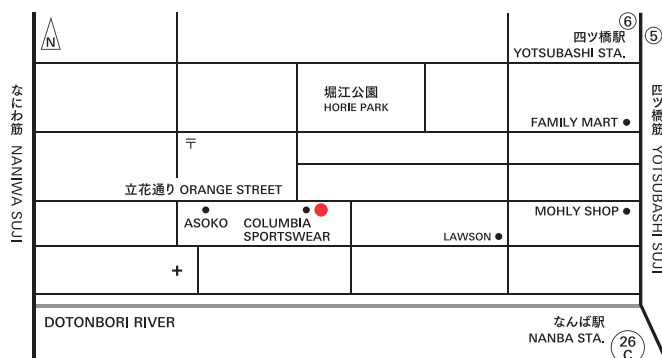 N
⑥
四ツ橋駅
YOTSUBASHI STA.
⑤
堀江公園
HORIE PARK
なにわ筋 NANIWA SUJI
四ツ橋筋 YOTSUBASHI SUJI
FAMILY MART
〒
立花通り ORANGE STREET
ASOKO
COLUMBIA
SPORTSWEAR
MOHLY SHOP
LAWSON
DOTONBORI RIVER
なんば駅
NANBA STA.
26
C